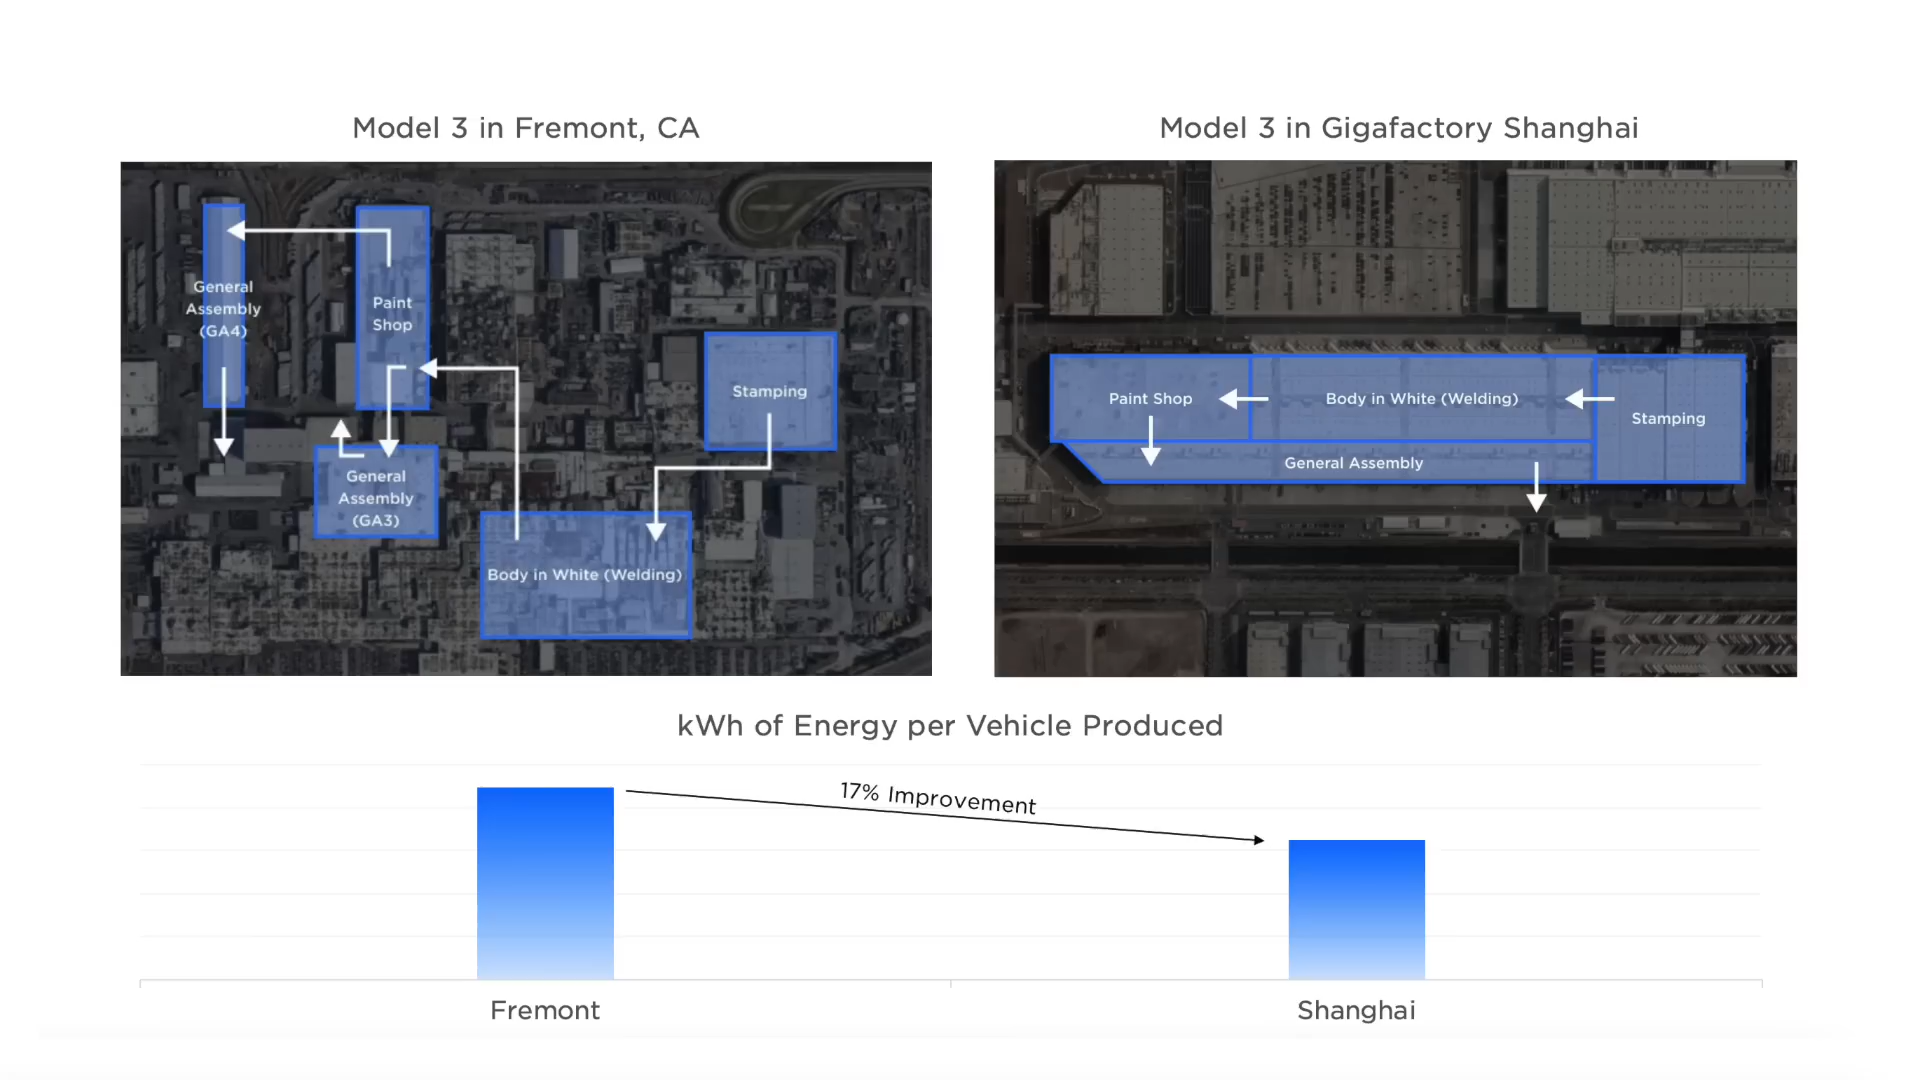 Model 3 in Fremont, CA
General
Assembly
(GA4)
Paint
Shop
Stamping
General
Assembly
(GA3)
Body in White (Welding)
Model 3 in Gigafactory Shanghai
Paint Shop
Body in White (Welding)
Stamping
General Assembly
kWh of Energy per Vehicle Produced
17% Improvement
Fremont
Shanghai